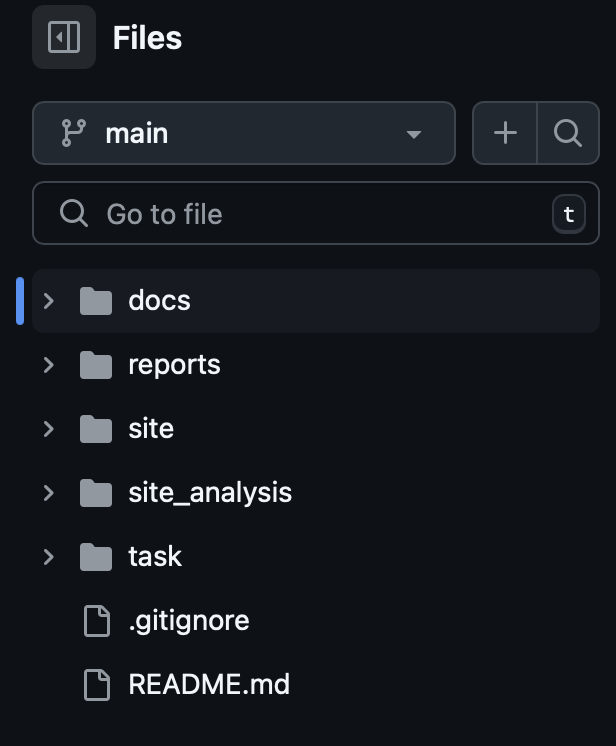 Files
main
Go to file
t
docs
reports
site
site_analysis
task
.gitignore
README.md